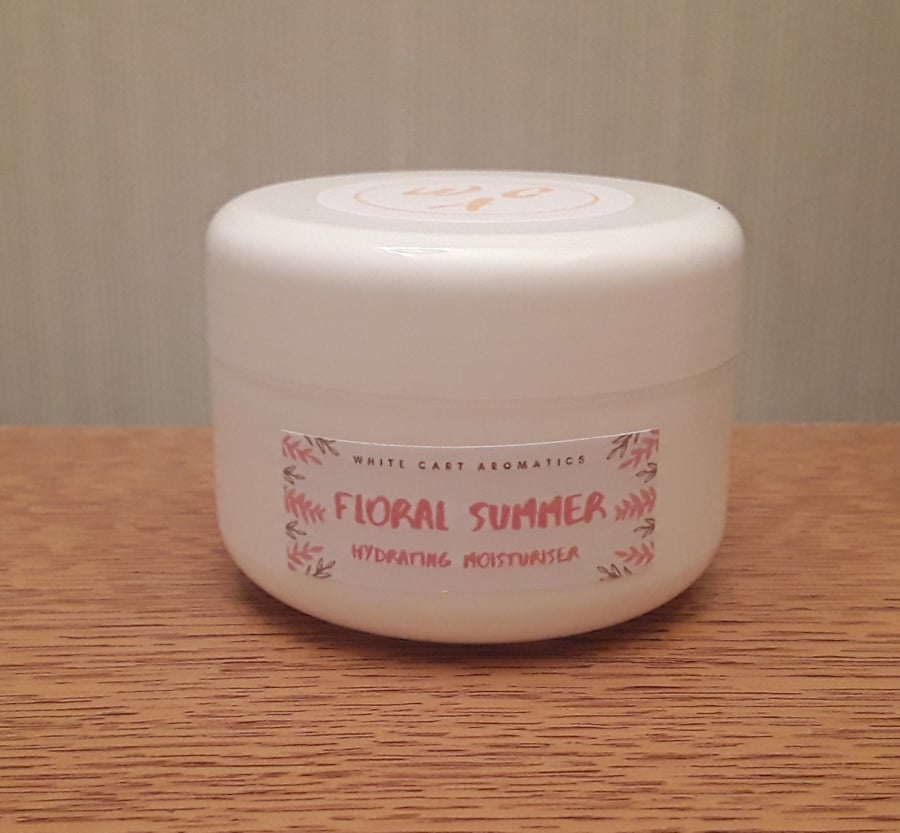 WHITE CART AROMATICS
FLORAL SUMMER
HYDRATING MOISTURISER